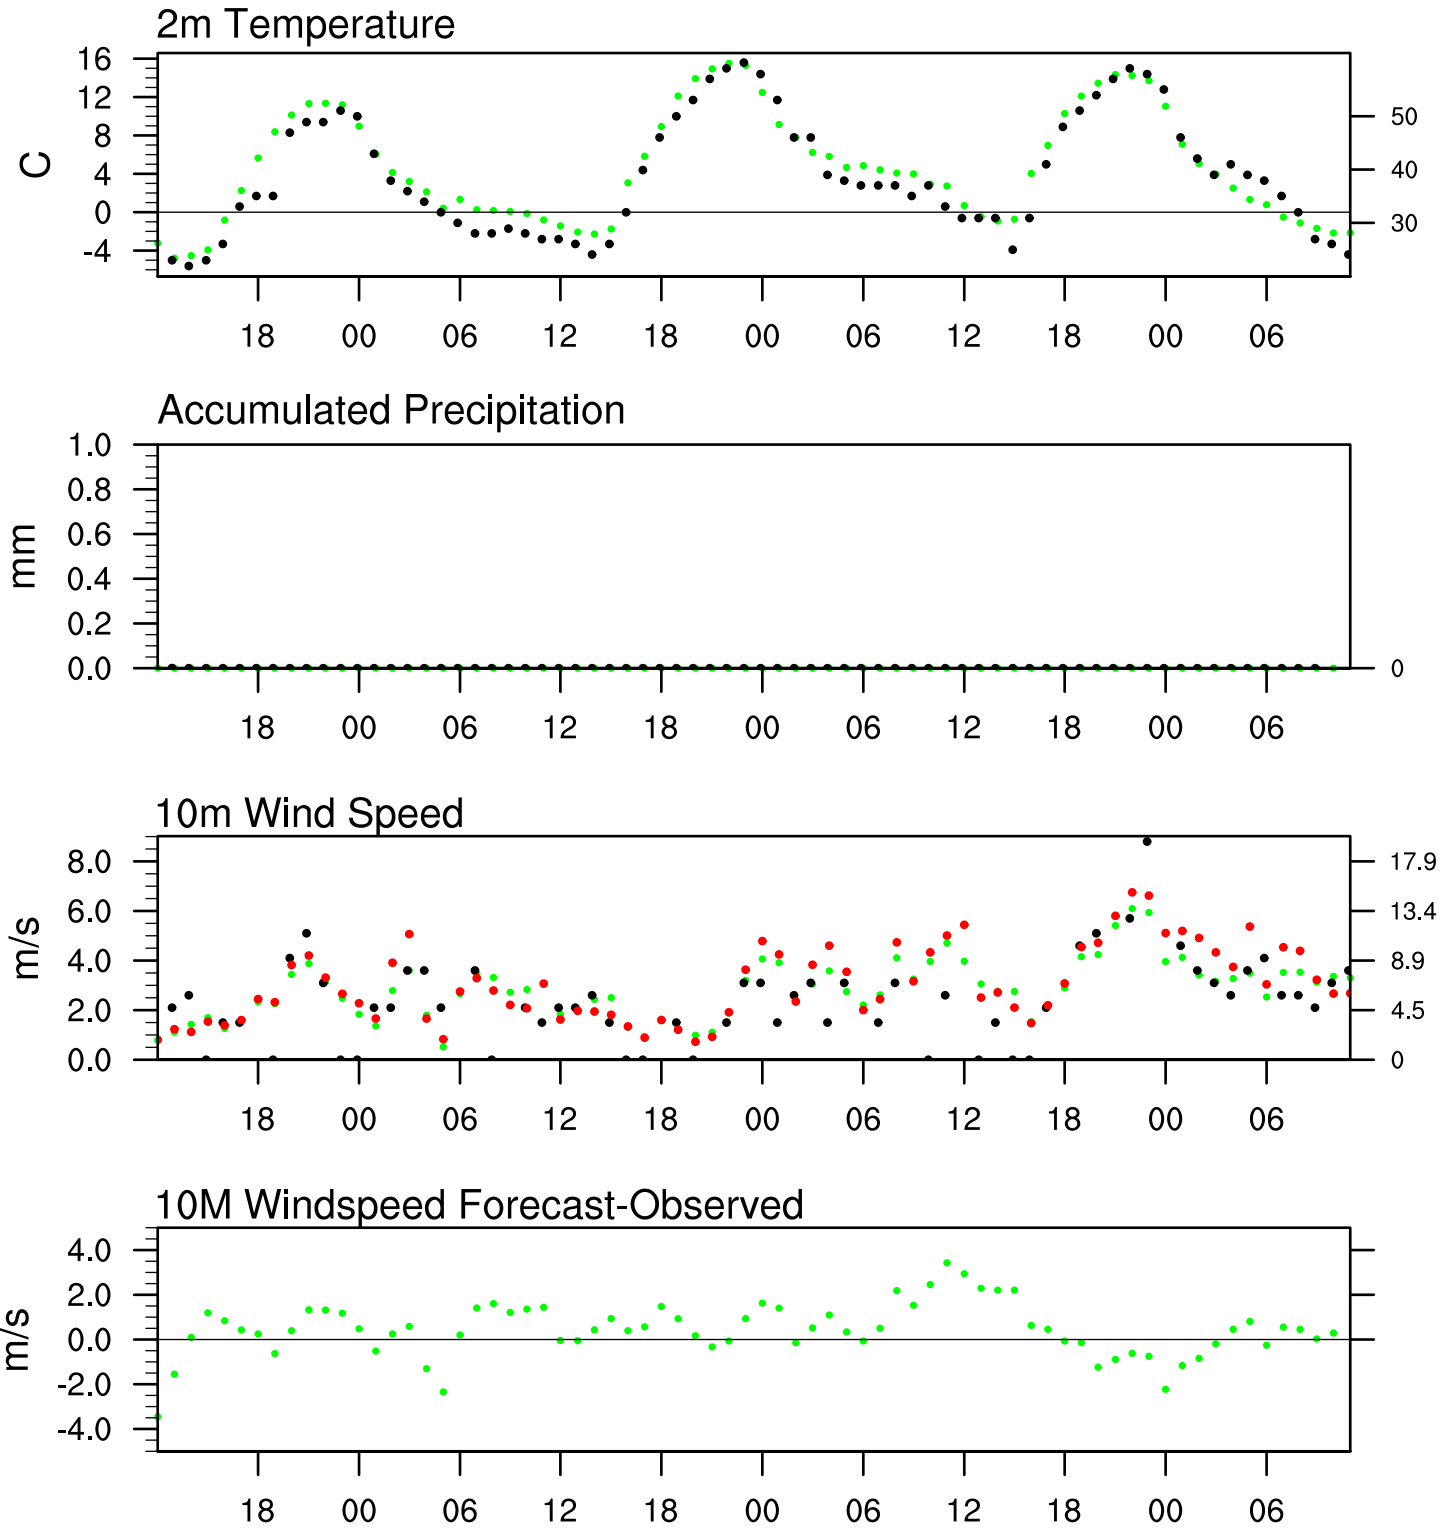 2m Temperature
16
12
8
4
0
-4
C
50
40
30
18 00 06 12 18 00 06 12 18 00 06
Accumulated Precipitation
1.0
0.8
0.6
0.4
0.2
0.0
mm
0
18 00 06 12 18 00 06 12 18 00 06
10m Wind Speed
8.0
6.0
4.0
2.0
0.0
m/s
17.9
13.4
8.9
4.5
0
18 00 06 12 18 00 06 12 18 00 06
10M Windspeed Forecast-Observed
4.0
2.0
0.0
-2.0
-4.0
m/s
18 00 06 12 18 00 06 12 18 00 06